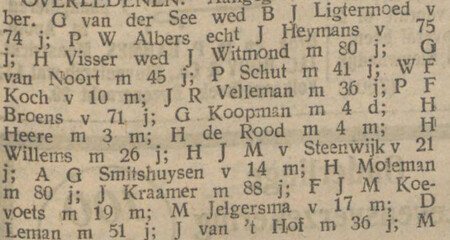 OVERLEDENEN:
ber. G van der See wed B J Ligtermoed v
74 j; P W Albers echt J Heymans v 75
j; H Visser wed J Witmond m 80 j; G
van Noort m 45 j; P Schut m 41 j; W F
Koch v 10 m; J R Velleman m 36 j; P F
Broens v 71 j; G Koopman m 4 d; H
Heere m 3 m; H de Rood m 4 m; H
Willems m 26 j; H J M v Steenwijk v 21
j; A G Smitshuysen v 14 m; H Moleman
m 80 j; J Kraamer m 88 j; F J M Koe-
voets m 19 m; M Jelgersma v 17 m; D
Leman m 51 j; J van 't Hof m 36 j; M